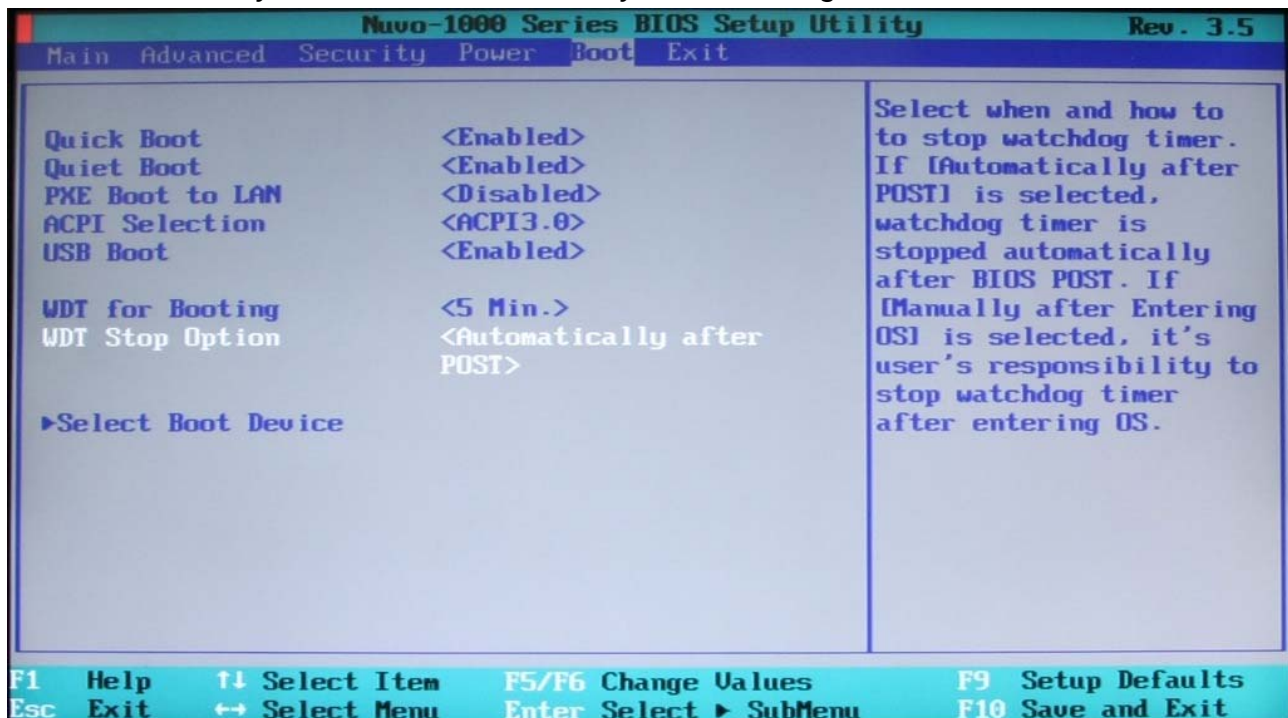 Nuvo-1000 Series BIOS Setup Utility Rev. 3.5
Main Advanced Security Power Boot Exit
Quick Boot <Enabled>
Quiet Boot <Enabled>
PXE Boot to LAN <Disabled>
ACPI Selection <ACPI3.0>
USB Boot <Enabled>
WDT for Booting <5 Min.>
WDT Stop Option <Automatically after
POST>
▶Select Boot Device
Select when and how to
to stop watchdog timer.
If [Automatically after
POST] is selected,
watchdog timer is
stopped automatically
after BIOS POST. If
[Manually after Entering
OS] is selected, it's
user's responsibility to
stop watchdog timer
after entering OS.
F1 Help ↑↓ Select Item F5/F6 Change Values F9 Setup Defaults
Esc Exit ↔ Select Menu Enter Select ▶ SubMenu F10 Save and Exit